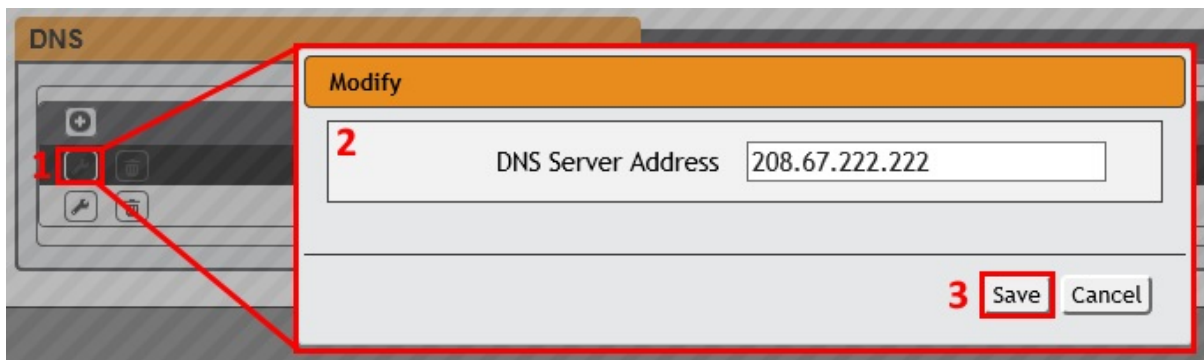 DNS
Modify
1
2 DNS Server Address 208.67.222.222
3 Save Cancel